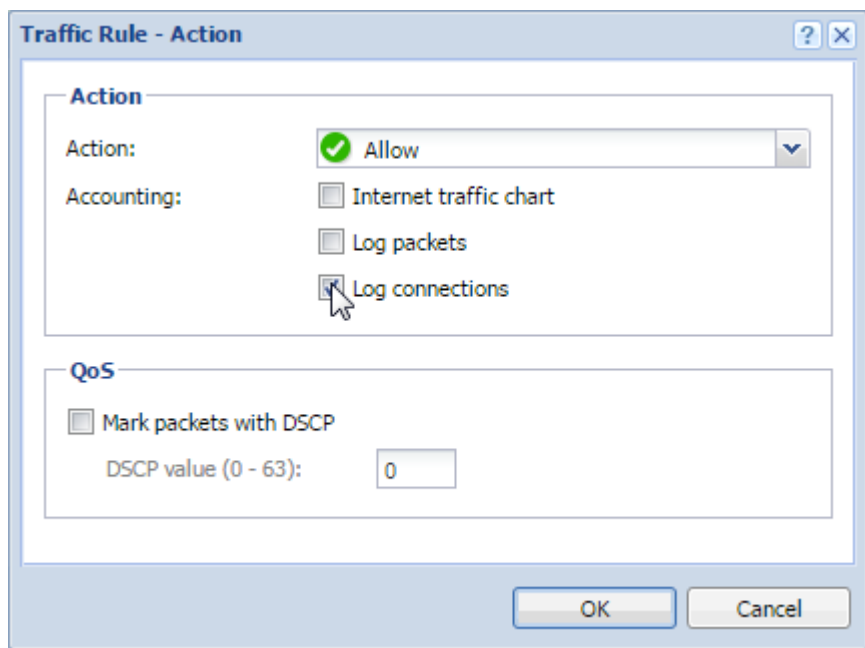 Traffic Rule - Action
Action
Action: Allow
Accounting: Internet traffic chart
Log packets
Log connections
QoS
Mark packets with DSCP
DSCP value (0 - 63): 0
OK Cancel